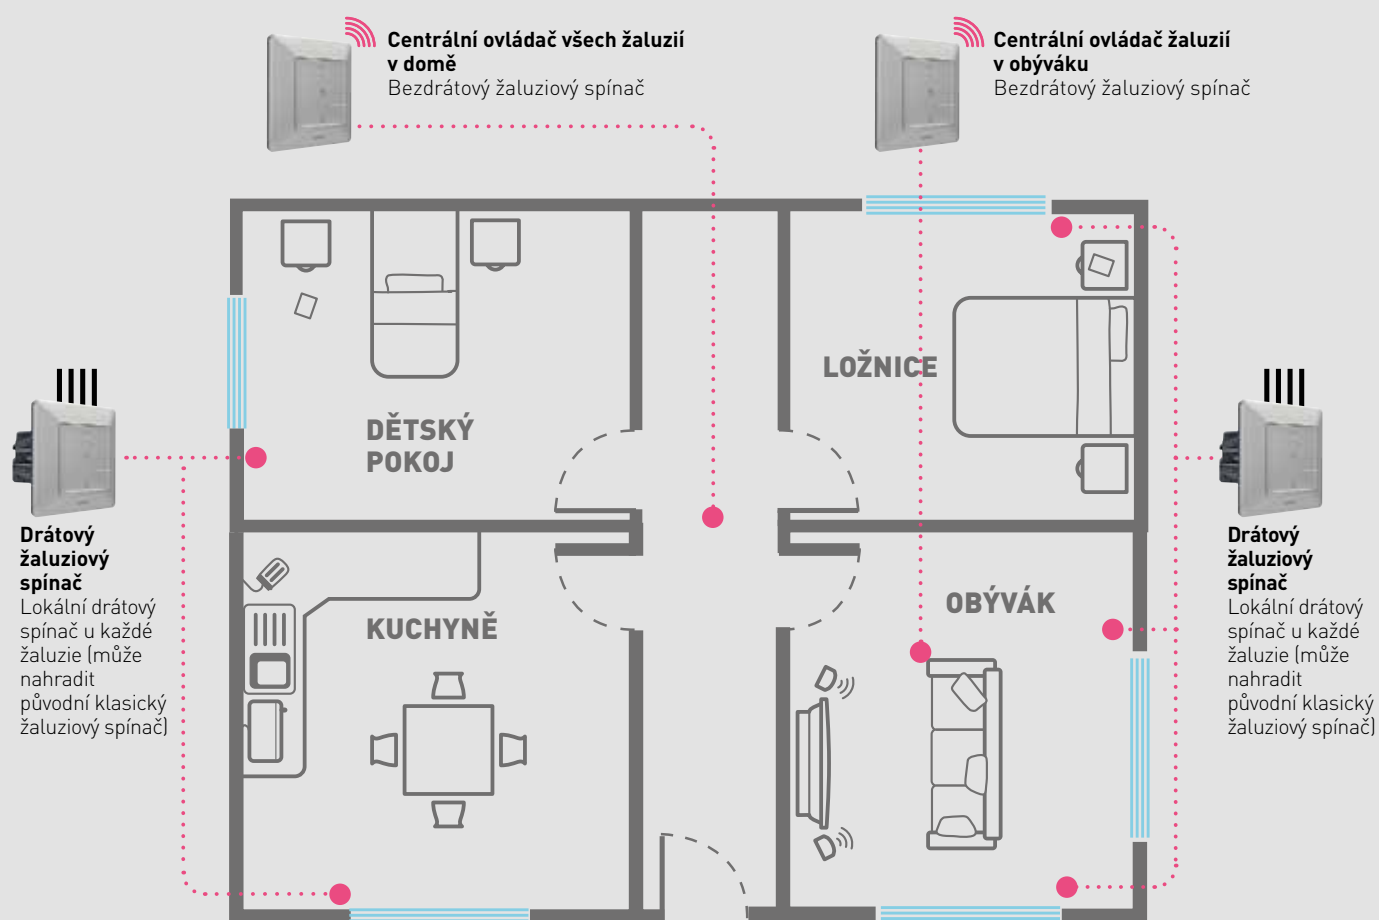 Centrální ovládač všech žaluzií
v domě
Bezdrátový žaluziový spínač
Centrální ovládač žaluzií
v obýváku
Bezdrátový žaluziový spínač
LOŽNICE
DĚTSKÝ
POKOJ
Drátový
žaluziový
spínač
Lokální drátový
spínač u každé
žaluzie (může
nahradit
původní klasický
žaluziový spínač)
KUCHYNĚ
OBÝVÁK
Drátový
žaluziový
spínač
Lokální drátový
spínač u každé
žaluzie (může
nahradit
původní klasický
žaluziový spínač)